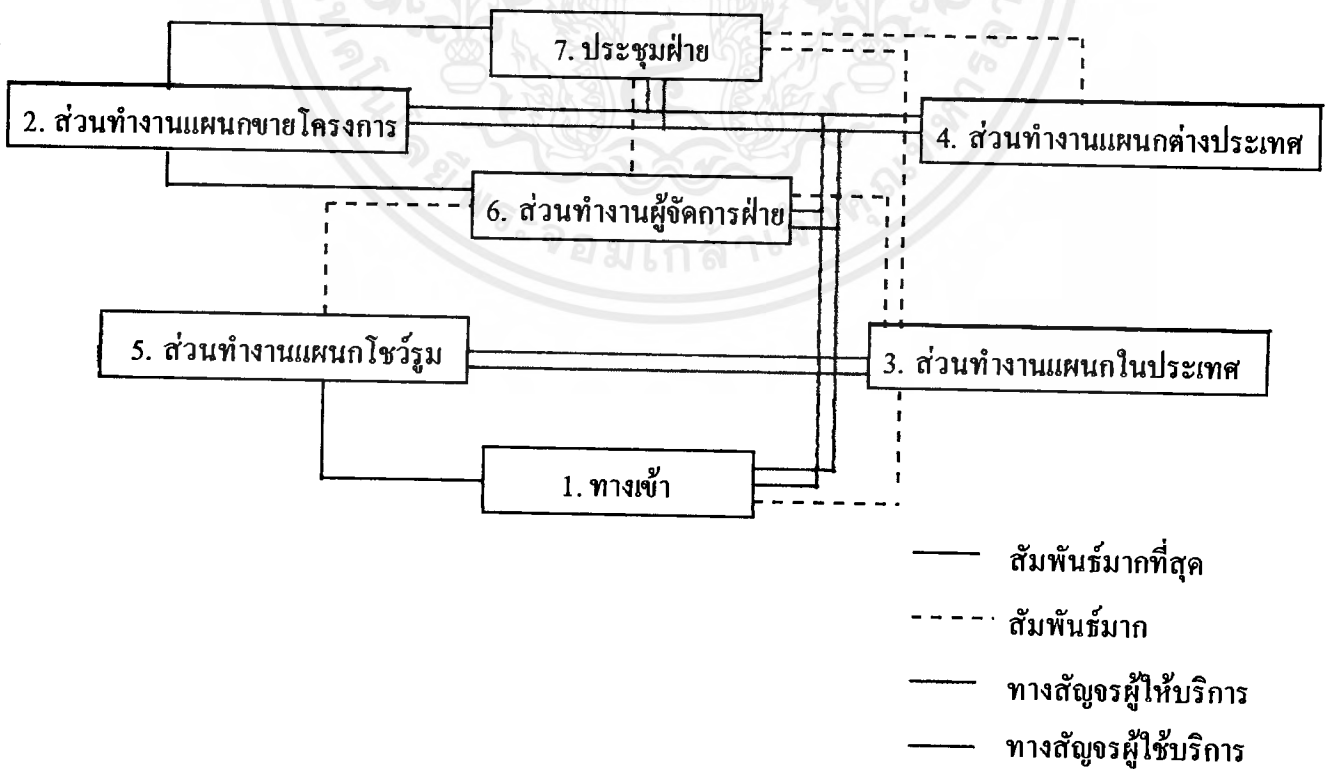 7. ประชุมฝ่าย
2. ส่วนทำงานแผนกขายโครงการ
4. ส่วนทำงานแผนกต่างประเทศ
6. ส่วนทำงานผู้จัดการฝ่าย
5. ส่วนทำงานแผนกโชว์รูม
3. ส่วนทำงานแผนกในประเทศ
1. ทางเข้า
สัมพันธ์มากที่สุด
สัมพันธ์มาก
ทางสัญจรผู้ให้บริการ
ทางสัญจรผู้ใช้บริการ